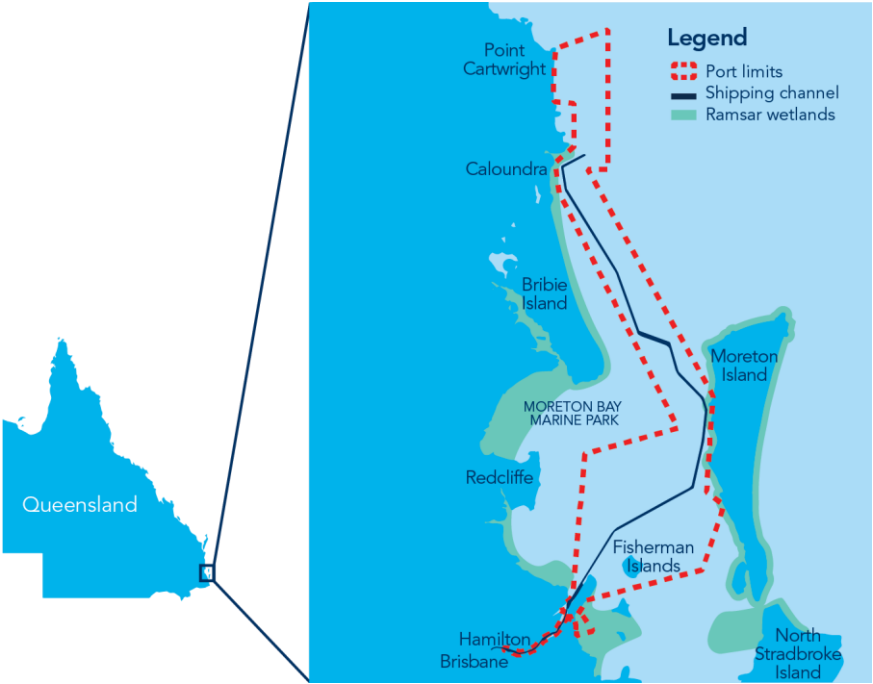 Legend
Port limits
Shipping channel
Ramsar wetlands
Point
Cartwright
Caloundra
Bribie
Island
Moreton
Island
MORETON BAY
MARINE PARK
Redcliffe
Queensland
Fisherman
Islands
Hamilton
Brisbane
North
Stradbroke
Island